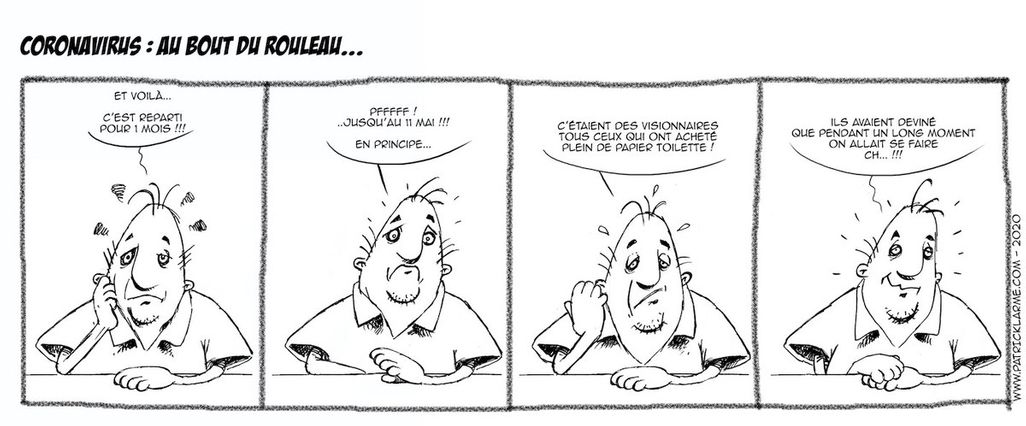 CORONAVIRUS : AU BOUT DU ROULEAU...
ET VOILÀ...
C'EST REPARTI
POUR 1 MOIS !!!
PFFFFF !
..JUSQU'AU 11 MAI !!!
EN PRINCIPE...
C'ÉTAIENT DES VISIONNAIRES
TOUS CEUX QUI ONT ACHETÉ
PLEIN DE PAPIER TOILETTE !
ILS AVAIENT DEVINÉ
QUE PENDANT UN LONG MOMENT
ON ALLAIT SE FAIRE
CH... !!!
WWW.PATRICKLARME.COM - 2020